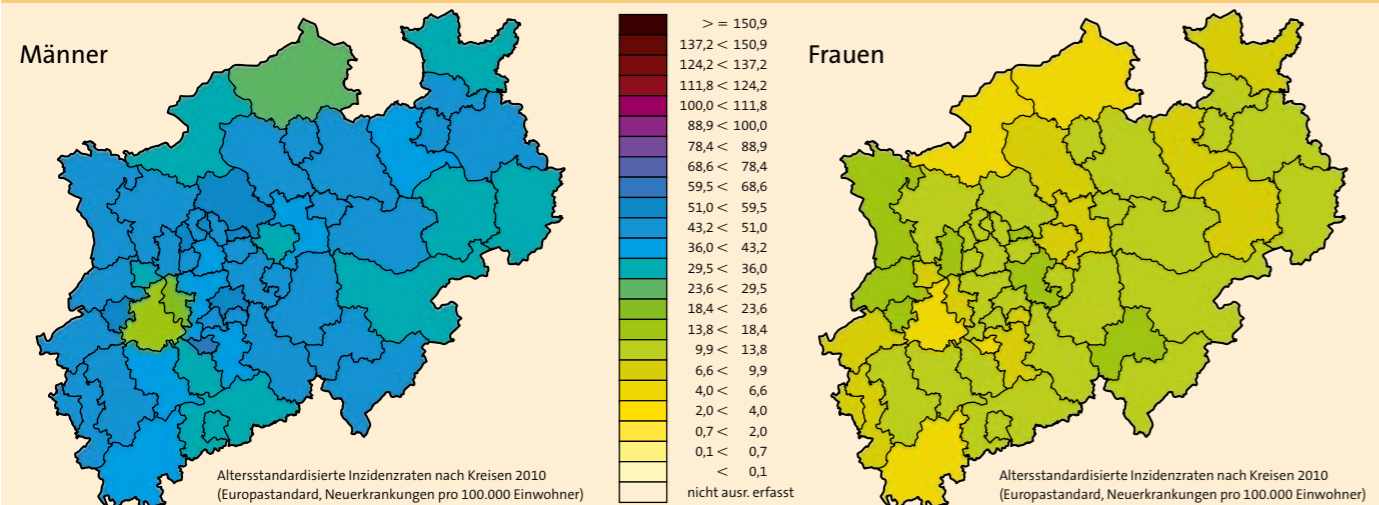 Männer
> = 150,9
137,2 < 150,9
124,2 < 137,2
111,8 < 124,2
100,0 < 111,8
88,9 < 100,0
78,4 < 88,9
68,6 < 78,4
59,5 < 68,6
51,0 < 59,5
43,2 < 51,0
36,0 < 43,2
29,5 < 36,0
23,6 < 29,5
18,4 < 23,6
13,8 < 18,4
9,9 < 13,8
6,6 < 9,9
4,0 < 6,6
2,0 < 4,0
0,7 < 2,0
0,1 < 0,7
< 0,1
nicht ausr. erfasst
Altersstandardisierte Inzidenzraten nach Kreisen 2010
(Europastandard, Neuerkrankungen pro 100.000 Einwohner)
Frauen
Altersstandardisierte Inzidenzraten nach Kreisen 2010
(Europastandard, Neuerkrankungen pro 100.000 Einwohner)